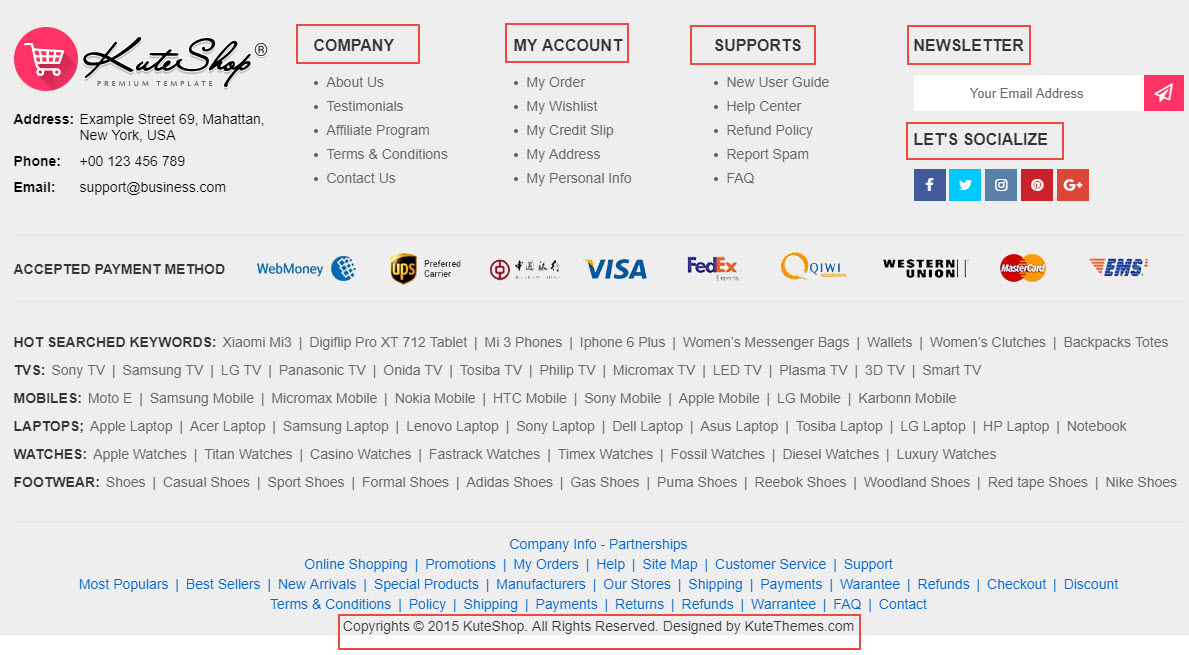 KuteShop®
PREMIUM TEMPLATE
Address: Example Street 69, Mahattan,
New York, USA
Phone: +00 123 456 789
Email: support@business.com
COMPANY
• About Us
• Testimonials
• Affiliate Program
• Terms & Conditions
• Contact Us
MY ACCOUNT
• My Order
• My Wishlist
• My Credit Slip
• My Address
• My Personal Info
SUPPORTS
• New User Guide
• Help Center
• Refund Policy
• Report Spam
• FAQ
NEWSLETTER
Your Email Address
LET'S SOCIALIZE
f G+
ACCEPTED PAYMENT METHOD WebMoney ups Preferred Carrier 中国银行 VISA FedEx Express QIWI WESTERN UNION MasterCard EMS
HOT SEARCHED KEYWORDS: Xiaomi Mi3 | Digiflip Pro XT 712 Tablet | Mi 3 Phones | Iphone 6 Plus | Women's Messenger Bags | Wallets | Women's Clutches | Backpacks Totes
TVS: Sony TV | Samsung TV | LG TV | Panasonic TV | Onida TV | Tosiba TV | Philip TV | Micromax TV | LED TV | Plasma TV | 3D TV | Smart TV
MOBILES: Moto E | Samsung Mobile | Micromax Mobile | Nokia Mobile | HTC Mobile | Sony Mobile | Apple Mobile | LG Mobile | Karbonn Mobile
LAPTOPS; Apple Laptop | Acer Laptop | Samsung Laptop | Lenovo Laptop | Sony Laptop | Dell Laptop | Asus Laptop | Tosiba Laptop | LG Laptop | HP Laptop | Notebook
WATCHES: Apple Watches | Titan Watches | Casino Watches | Fastrack Watches | Timex Watches | Fossil Watches | Diesel Watches | Luxury Watches
FOOTWEAR: Shoes | Casual Shoes | Sport Shoes | Formal Shoes | Adidas Shoes | Gas Shoes | Puma Shoes | Reebok Shoes | Woodland Shoes | Red tape Shoes | Nike Shoes
Company Info - Partnerships
Online Shopping | Promotions | My Orders | Help | Site Map | Customer Service | Support
Most Populars | Best Sellers | New Arrivals | Special Products | Manufacturers | Our Stores | Shipping | Payments | Warantee | Refunds | Checkout | Discount
Terms & Conditions | Policy | Shipping | Payments | Returns | Refunds | Warrantee | FAQ | Contact
Copyrights © 2015 KuteShop. All Rights Reserved. Designed by KuteThemes.com